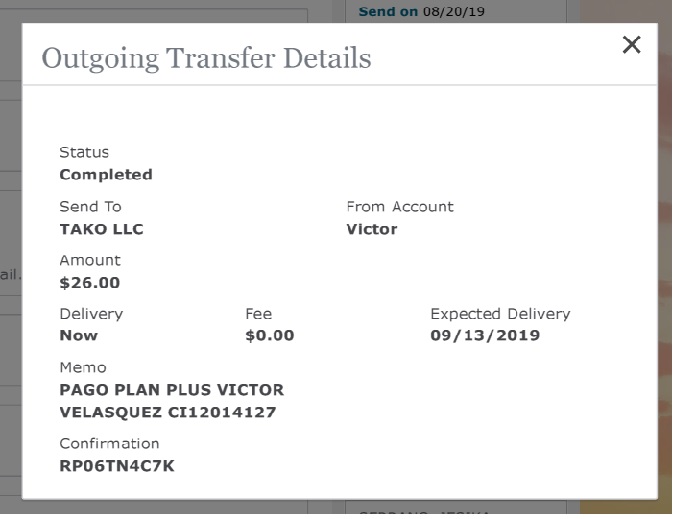 Send on 08/20/19
Outgoing Transfer Details
Status
Completed
Send To
TAKO LLC
From Account
Victor
Amount
$26.00
ail.
Delivery
Now
Fee
$0.00
Expected Delivery
09/13/2019
Memo
PAGO PLAN PLUS VICTOR
VELASQUEZ CI12014127
Confirmation
RP06TN4C7K